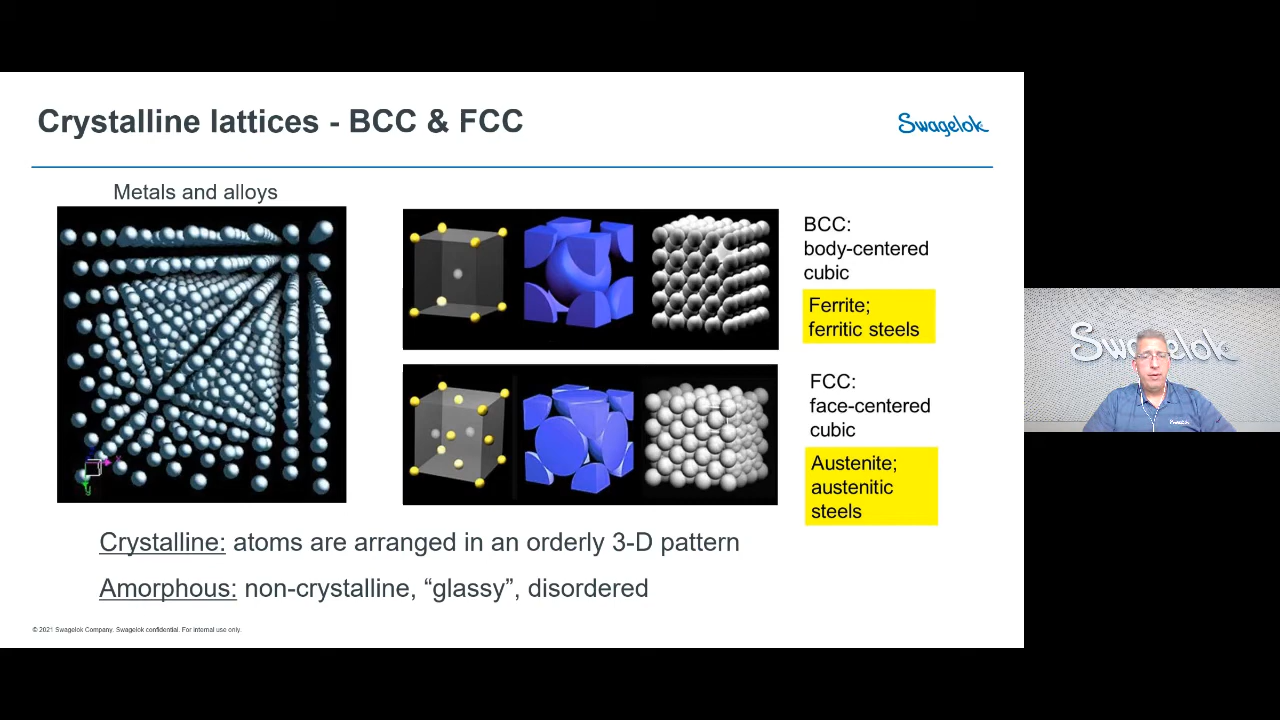 Crystalline lattices - BCC & FCC
Swagelok
Metals and alloys
BCC:
body-centered
cubic
Ferrite;
ferritic steels
FCC:
face-centered
cubic
Austenite;
austenitic
steels
Crystalline: atoms are arranged in an orderly 3-D pattern
Amorphous: non-crystalline, “glassy”, disordered
© 2021 Swagelok Company. Swagelok confidential. For internal use only.
Swagelok